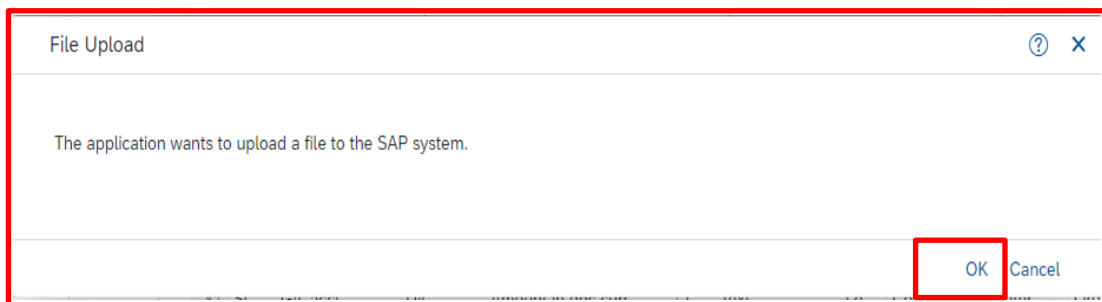 File Upload
The application wants to upload a file to the SAP system.
OK Cancel